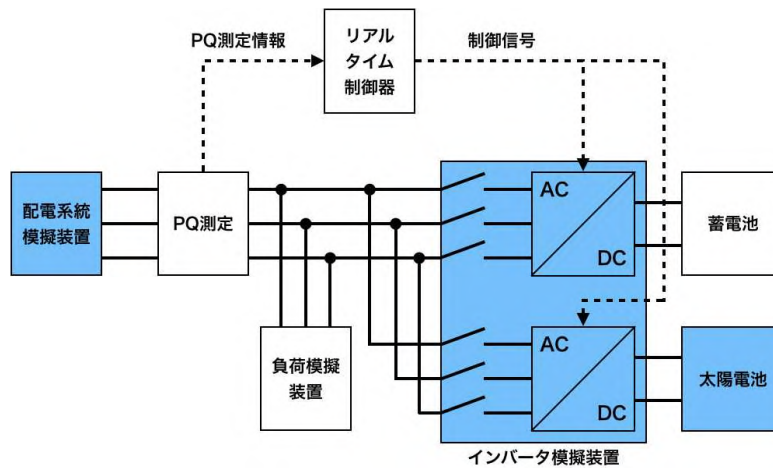 PQ測定情報
リアル
タイム
制御器
制御信号
配電系統
模擬装置
PQ測定
AC
DC
蓄電池
負荷模擬
装置
AC
DC
太陽電池
インバータ模擬装置